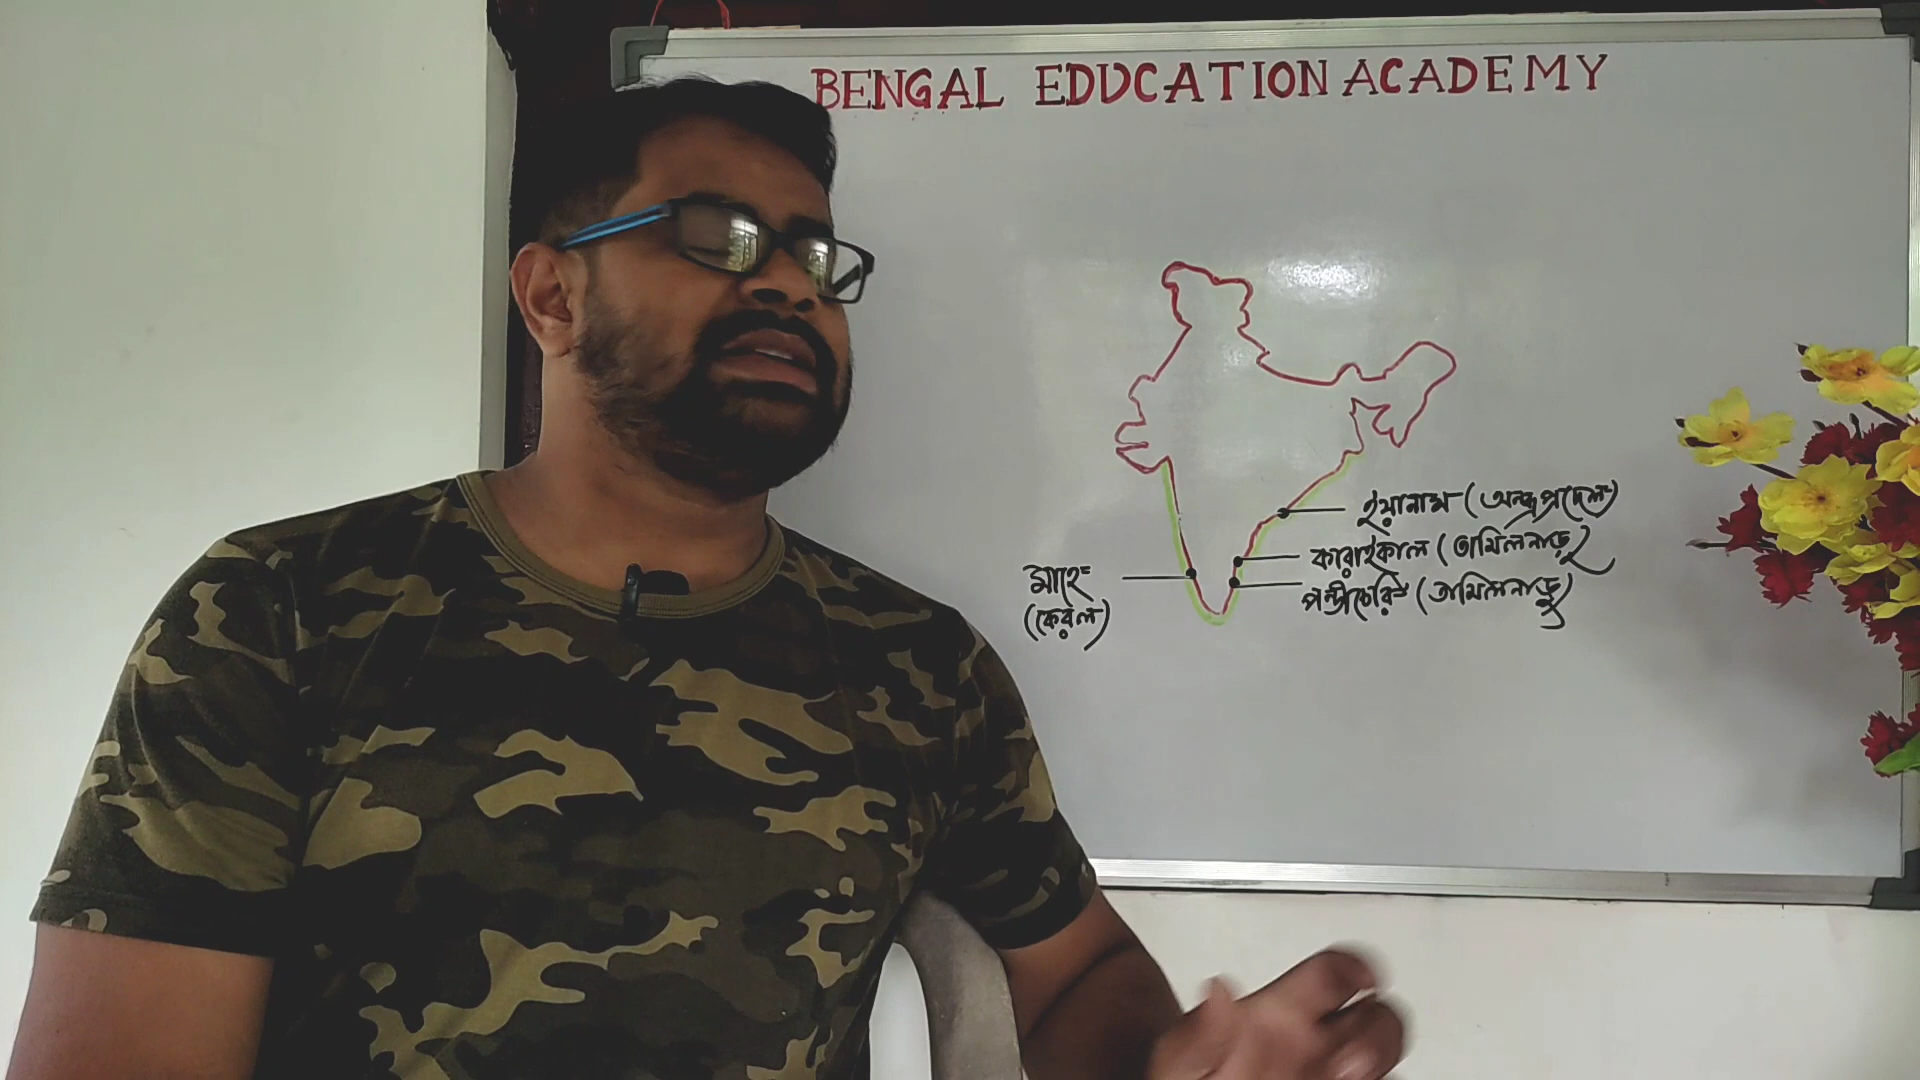 BENGAL EDUCATION ACADEMY
ইয়ানাম (অন্ধ্রপ্রদেশ)
কারাইকাল (তামিলনাড়ু)
পন্ডীচেরি (তামিলনাড়ু)
মাহে
(কেরল)